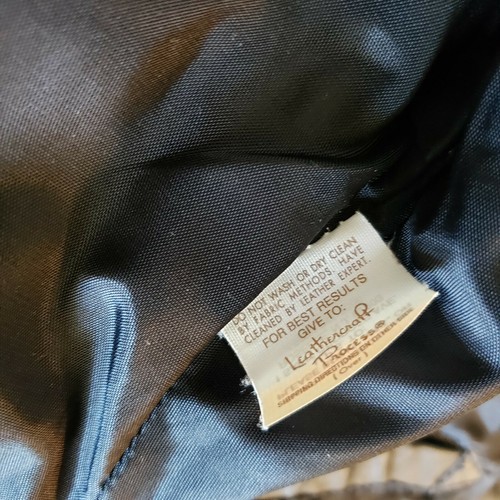 DO NOT WASH OR DRY CLEAN
BY FABRIC METHODS. HAVE
CLEANED BY LEATHER EXPERT.
FOR BEST RESULTS
GIVE TO:
Leathercraft
Process
(Over)